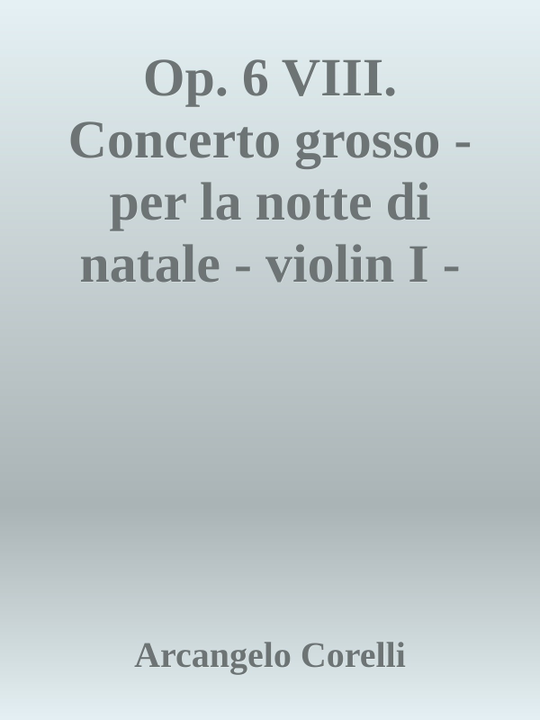 Op. 6 VIII.
Concerto grosso -
per la notte di
natale - violin I -
Arcangelo Corelli